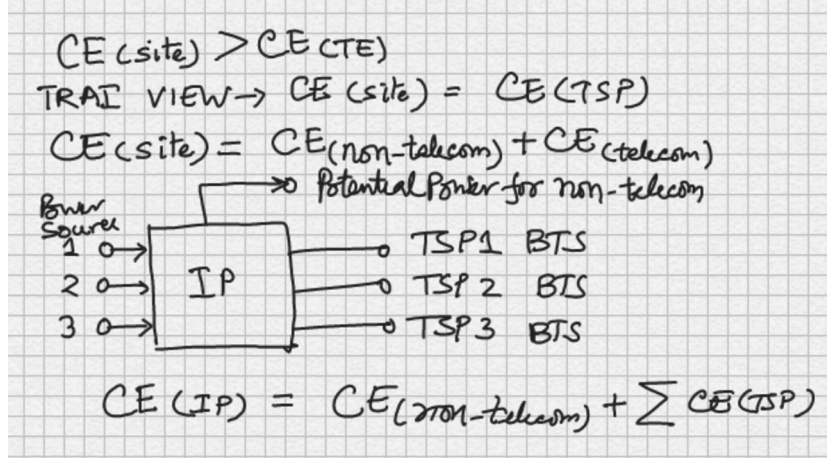 CE (site) > CE (TE)
TRAI VIEW → CE (site) = CE (TSP)
CE (site) = CE (non-telecom) + CE (telecom)
Potential Power for non-telecom
Power
Source
1
2
3
IP
TSP1 BTS
TSP 2 BTS
TSP 3 BTS
CE (IP) = CE (non-telecom) + ∑ CE (TSP)